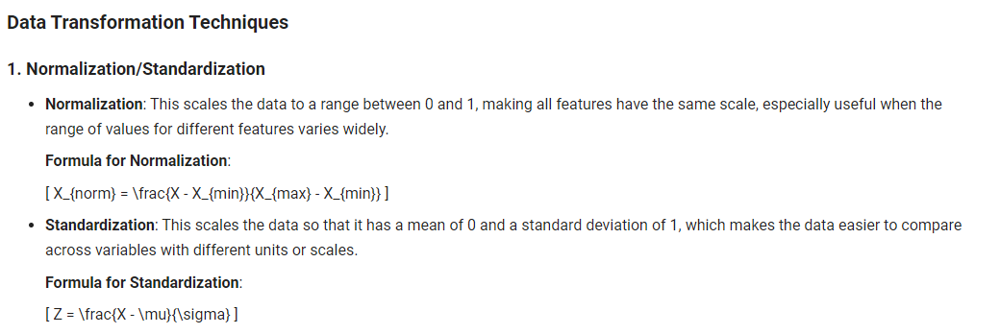 Data Transformation Techniques
1. Normalization/Standardization
• Normalization: This scales the data to a range between 0 and 1, making all features have the same scale, especially useful when the
range of values for different features varies widely.
Formula for Normalization:
[ X_{norm} = \frac{X - X_{min}}{X_{max} - X_{min}} ]
• Standardization: This scales the data so that it has a mean of 0 and a standard deviation of 1, which makes the data easier to compare
across variables with different units or scales.
Formula for Standardization:
[ Z = \frac{X - \mu}{\sigma} ]